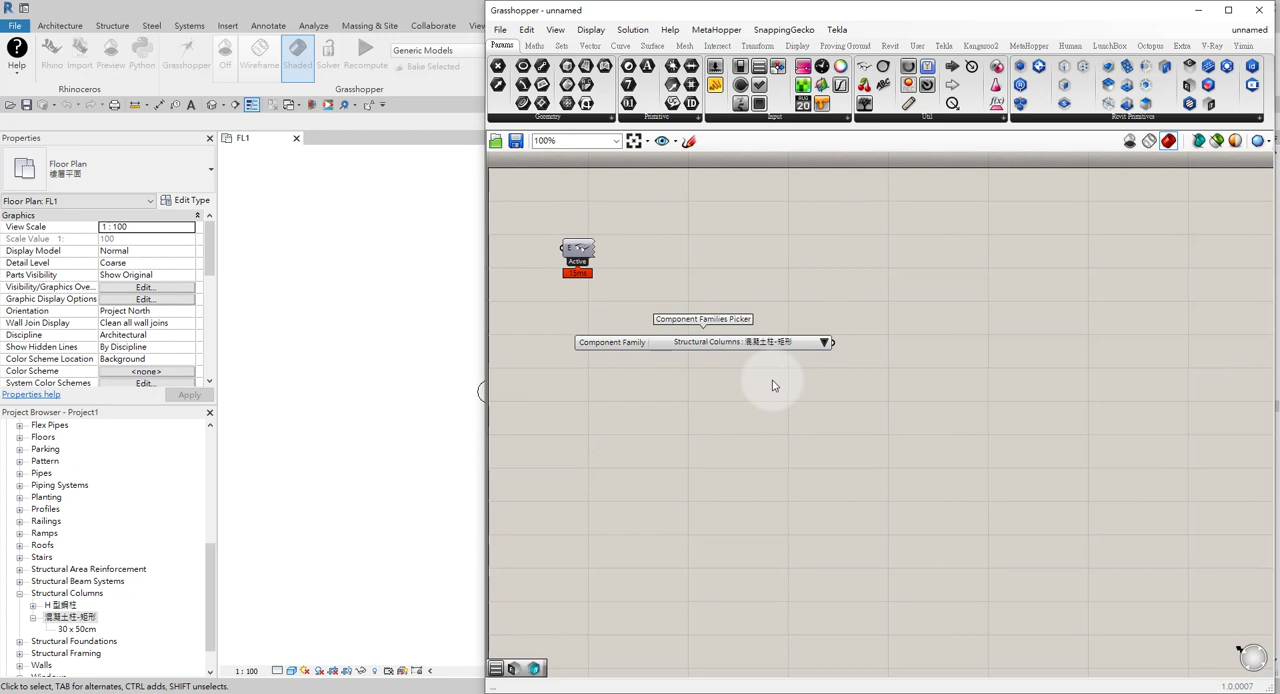 File
Architecture
Structure
Steel
Systems
Insert
Annotate
Analyze
Massing & Site
Collaborate
View
Help
Rhino
Import
Preview
Python
Grasshopper
Off
Wireframe
Shaded
Solver
Recompute
Generic Models
Bake Selected
Rhinoceros
Grasshopper
Properties
FL1
Floor Plan
樓層平面
Floor Plan: FL1
Edit Type
Graphics
View Scale
1 : 100
Scale Value 1:
100
Display Model
Normal
Detail Level
Coarse
Parts Visibility
Show Original
Visibility/Graphics Ove...
Edit...
Graphic Display Options
Edit...
Orientation
Project North
Wall Join Display
Clean all wall joins
Discipline
Architectural
Show Hidden Lines
By Discipline
Color Scheme Location
Background
Color Scheme
<none>
System Color Schemes
Edit...
Properties help
Apply
Project Browser - Project1
Flex Pipes
Floors
Parking
Pattern
Pipes
Piping Systems
Planting
Profiles
Railings
Ramps
Roofs
Stairs
Structural Area Reinforcement
Structural Beam Systems
Structural Columns
H 型鋼柱
混凝土柱-矩形
30 x 50cm
Structural Foundations
Structural Framing
Walls
1 : 100
Click to select, TAB for alternates, CTRL adds, SHIFT unselects.
Grasshopper - unnamed
File
Edit
View
Display
Solution
Help
MetaHopper
SnappingGecko
Tekla
unnamed
Params
Maths
Sets
Vector
Curve
Surface
Mesh
Intersect
Transform
Display
Proving Ground
Revit
User
Tekla
Kangaroo2
MetaHopper
Human
LunchBox
Octopus
Extra
V-Ray
Yimin
Geometry
Primitive
Input
Util
Revit Primitives
100%
E
Active
15ms
Component Families Picker
Component Family
Structural Columns : 混凝土柱-矩形
...
1.0.0007